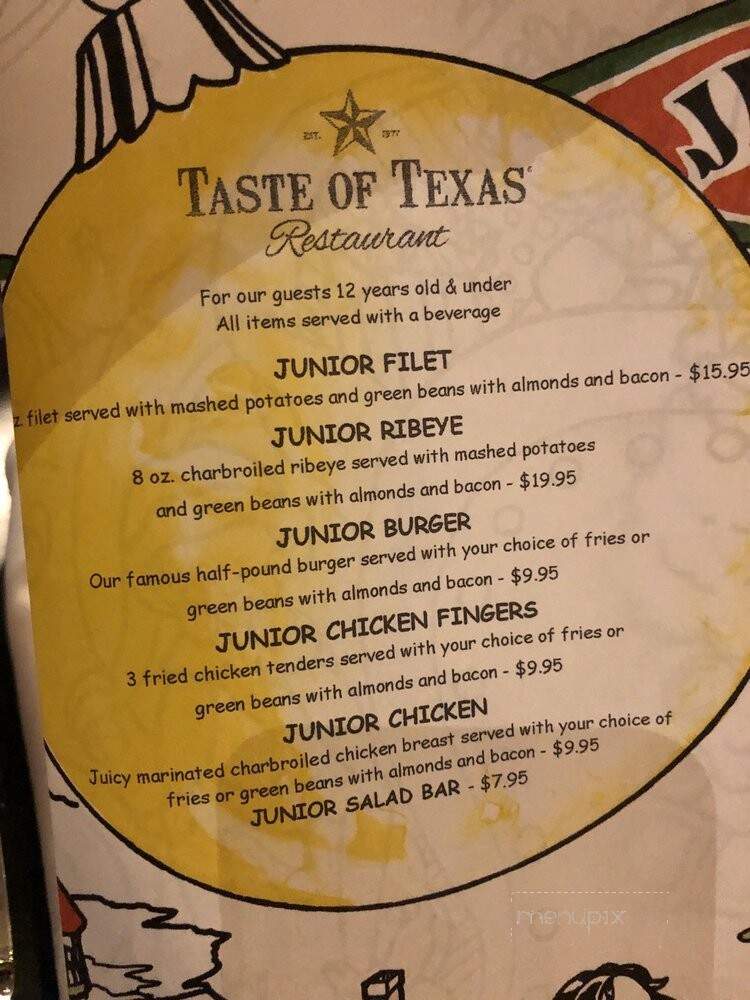 EST. 1977
TASTE OF TEXAS
Restaurant
For our guests 12 years old & under
All items served with a beverage
JUNIOR FILET
z filet served with mashed potatoes and green beans with almonds and bacon - $15.95
JUNIOR RIBEYE
8 oz. charbroiled ribeye served with mashed potatoes
and green beans with almonds and bacon - $19.95
JUNIOR BURGER
Our famous half-pound burger served with your choice of fries or
green beans with almonds and bacon - $9.95
JUNIOR CHICKEN FINGERS
3 fried chicken tenders served with your choice of fries or
green beans with almonds and bacon - $9.95
JUNIOR CHICKEN
Juicy marinated charbroiled chicken breast served with your choice of
fries or green beans with almonds and bacon - $9.95
JUNIOR SALAD BAR - $7.95
menupix